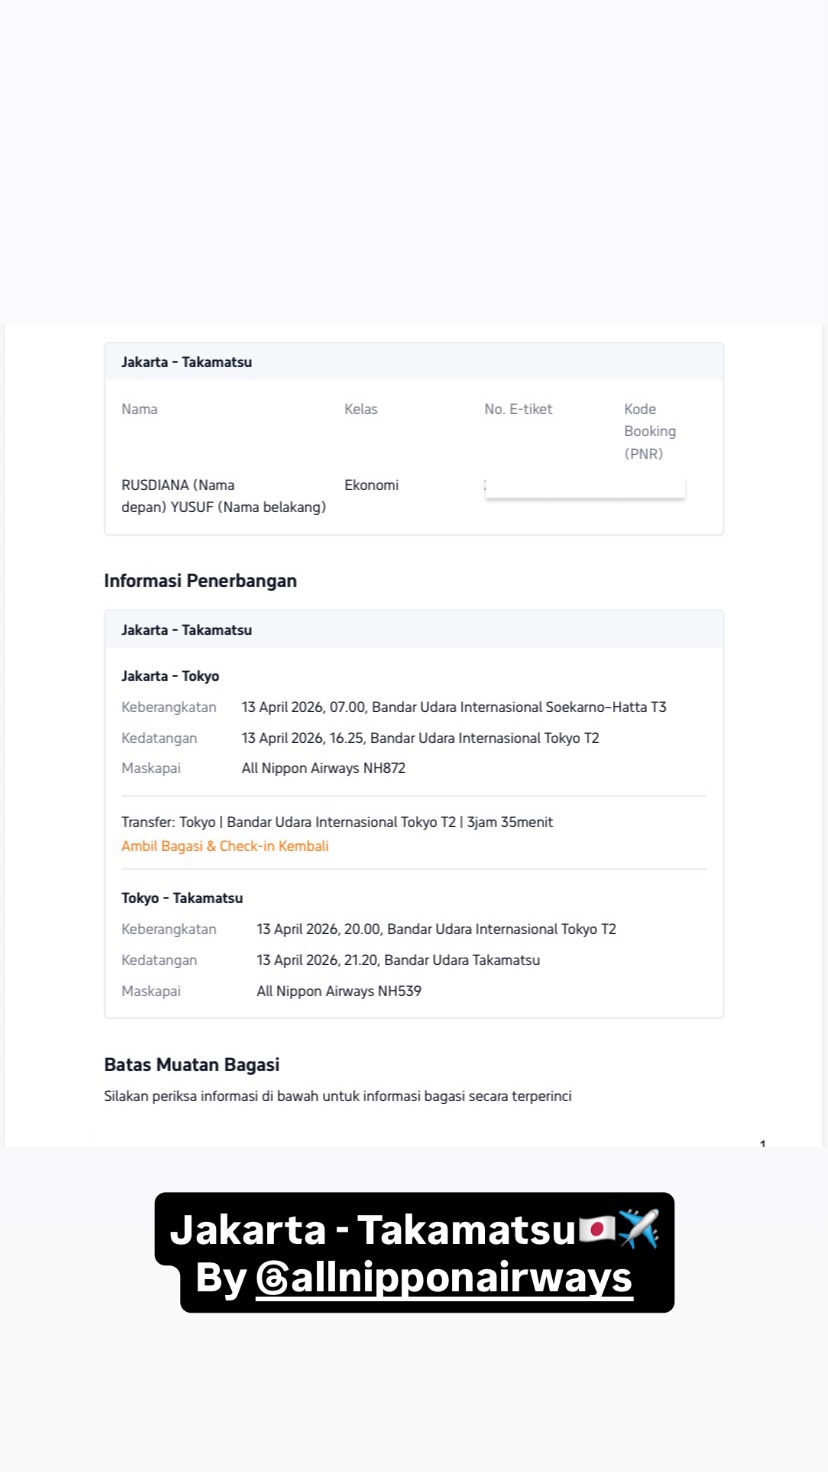 Jakarta - Takamatsu
Nama Kelas No. E-tiket Kode Booking (PNR)
RUSDIANA (Nama Ekonomi
depan) YUSUF (Nama belakang)
Informasi Penerbangan
Jakarta - Takamatsu
Jakarta - Tokyo
Keberangkatan 13 April 2026, 07.00, Bandar Udara Internasional Soekarno-Hatta T3
Kedatangan 13 April 2026, 16.25, Bandar Udara Internasional Tokyo T2
Maskapai All Nippon Airways NH872
Transfer: Tokyo | Bandar Udara Internasional Tokyo T2 | 3jam 35menit
Ambil Bagasi & Check-in Kembali
Tokyo - Takamatsu
Keberangkatan 13 April 2026, 20.00, Bandar Udara Internasional Tokyo T2
Kedatangan 13 April 2026, 21.20, Bandar Udara Takamatsu
Maskapai All Nippon Airways NH539
Batas Muatan Bagasi
Silakan periksa informasi di bawah untuk informasi bagasi secara terperinci
1
Jakarta - Takamatsu🇯🇵✈️
By @allnipponairways